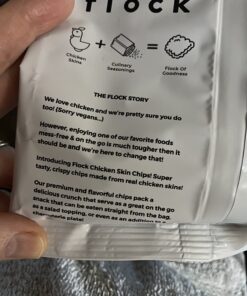 flock
+ =
Chicken Skins
Culinary Seasonings
Flock Of Goodness
THE FLOCK STORY
We love chicken and we're pretty sure you do
too! (Sorry vegans...)
However, enjoying one of our favorite foods
mess-free & on the go is much tougher then it
should be and we're here to change that!
Introducing Flock Chicken Skin Chips! Super
tasty, crispy chips made from real chicken skins!
Our premium and flavorful chips pack a
delicious crunch that serve as a great on the go
snack that can be eaten straight from the bag,
as a salad topping, or even as an addition to a